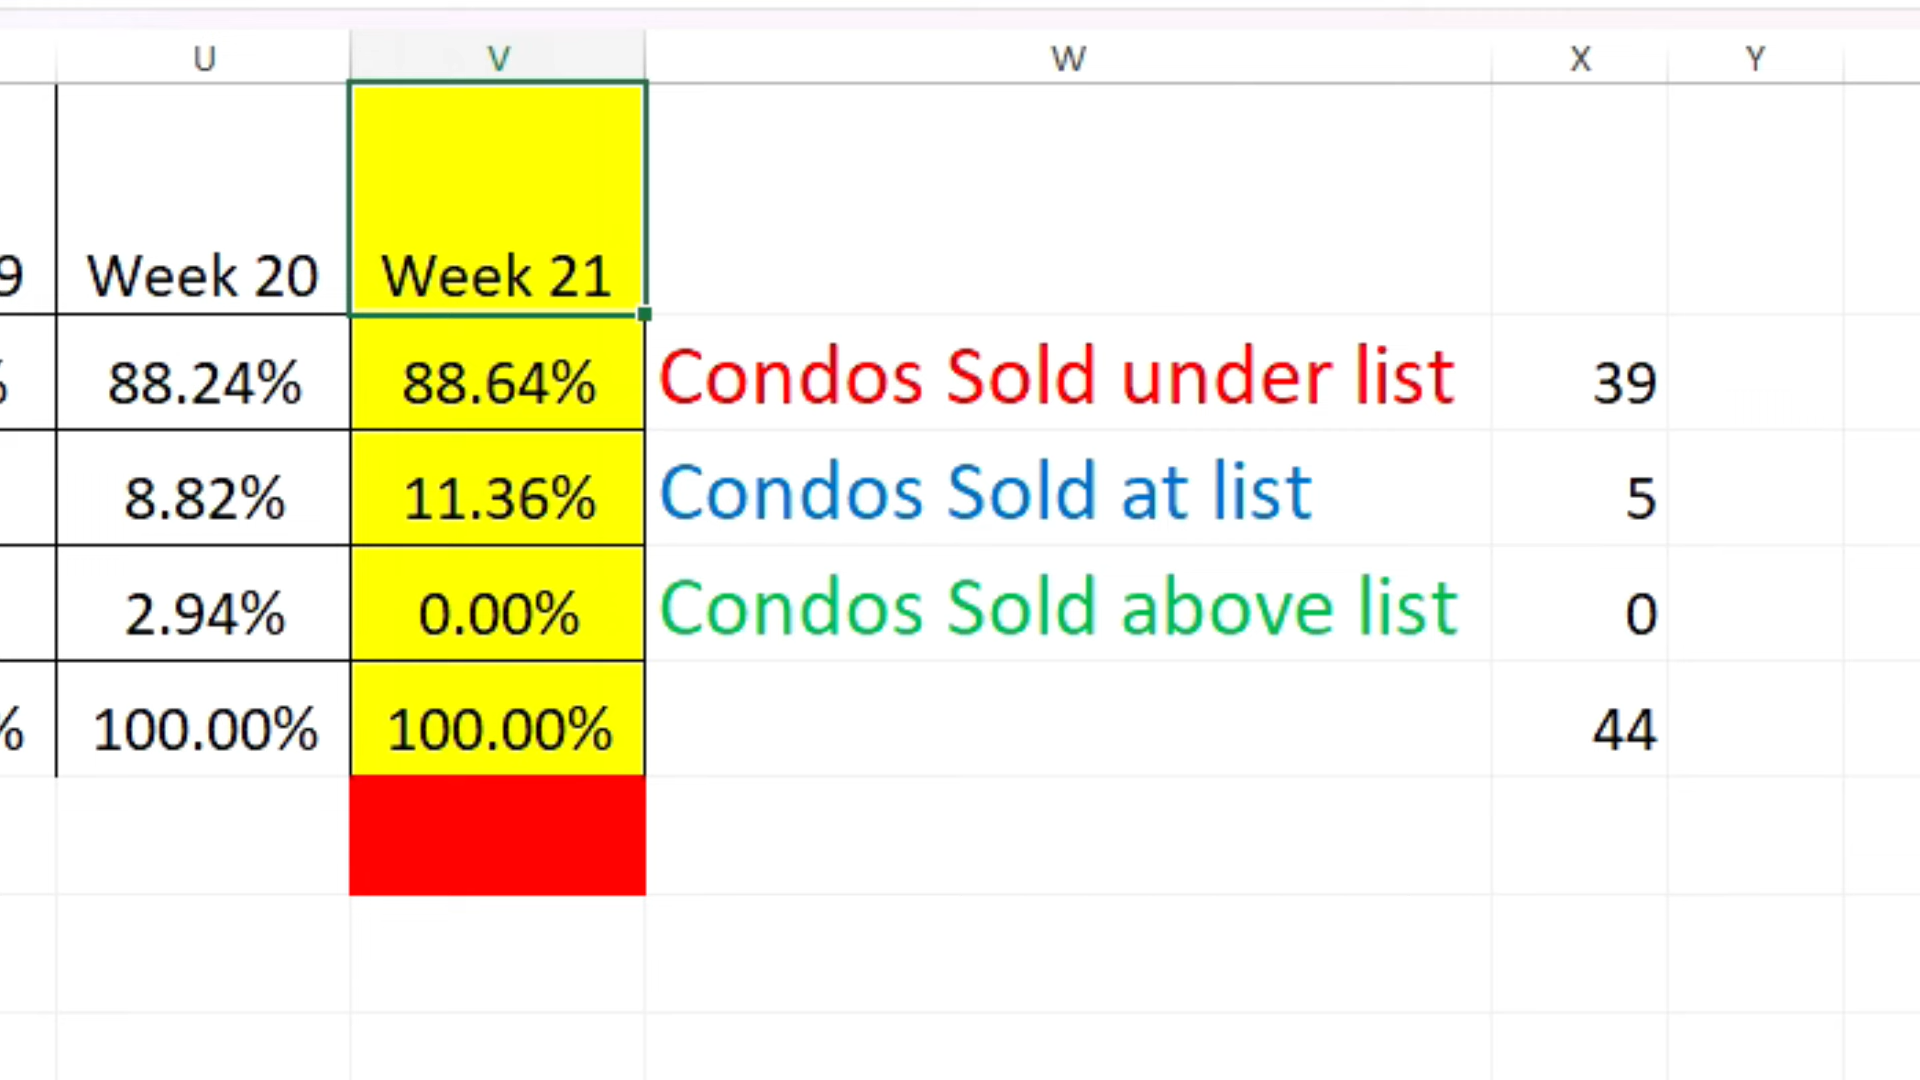 U V W X Y
9 Week 20 Week 21
% 88.24% 88.64% Condos Sold under list 39
8.82% 11.36% Condos Sold at list 5
2.94% 0.00% Condos Sold above list 0
% 100.00% 100.00% 44